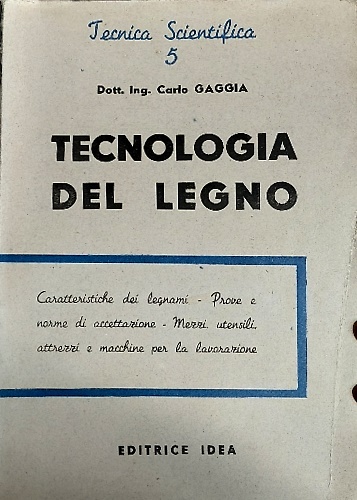 Tecnica Scientifica
5
Dott. Ing. Carlo GAGGIA
TECNOLOGIA
DEL LEGNO
Caratteristiche dei legnami - Prove e
norme di accettazione - Mezzi, utensili,
attrezzi e macchine per la lavorazione
EDITRICE IDEA